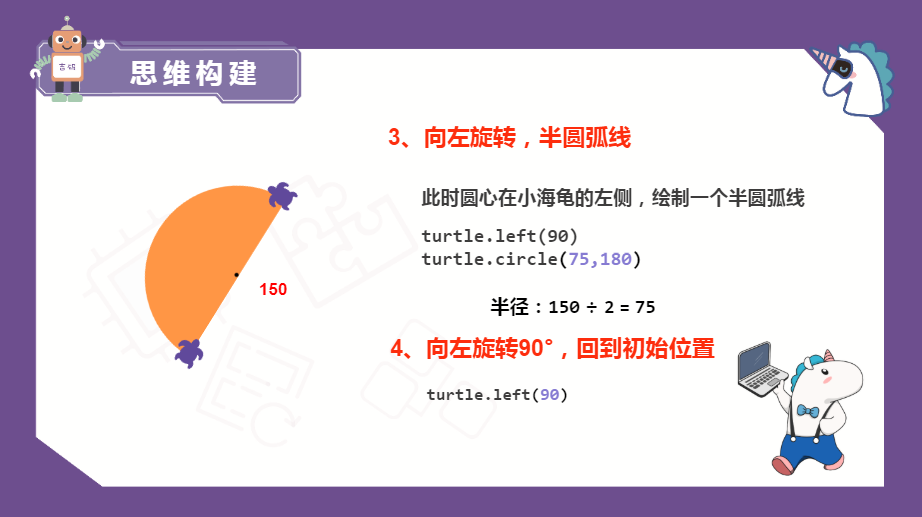 思维构建
3、向左旋转，半圆弧线
此时圆心在小海龟的左侧，绘制一个半圆弧线
turtle.left(90)
turtle.circle(75,180)
150
半径：150 ÷ 2 = 75
4、向左旋转90°，回到初始位置
turtle.left(90)